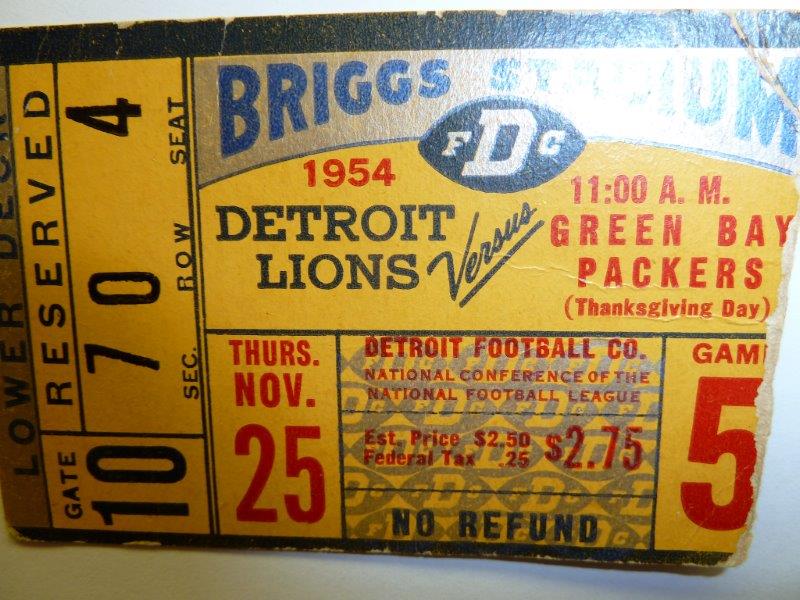 LOWER DECK
RESERVED
7 0 4
SEC. ROW SEAT
GATE
10
BRIGGS STADIUM
F D C
1954
DETROIT
LIONS
Versus
11:00 A. M.
GREEN BAY
PACKERS
(Thanksgiving Day)
THURS.
NOV.
25
DETROIT FOOTBALL CO.
NATIONAL CONFERENCE OF THE
NATIONAL FOOTBALL LEAGUE
Est. Price $2.50
Federal Tax .25
$2.75
NO REFUND
GAM
5